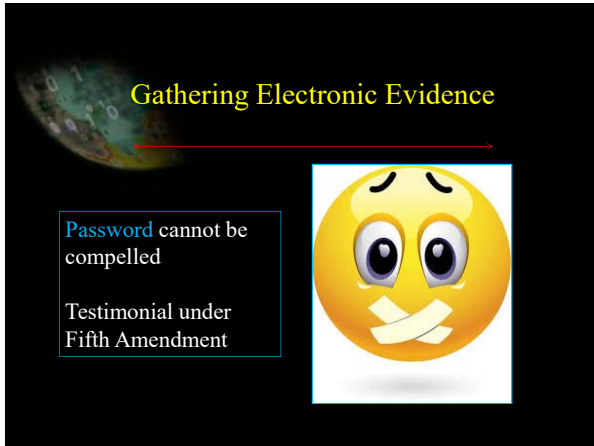 Gathering Electronic Evidence
Password cannot be
compelled
Testimonial under
Fifth Amendment